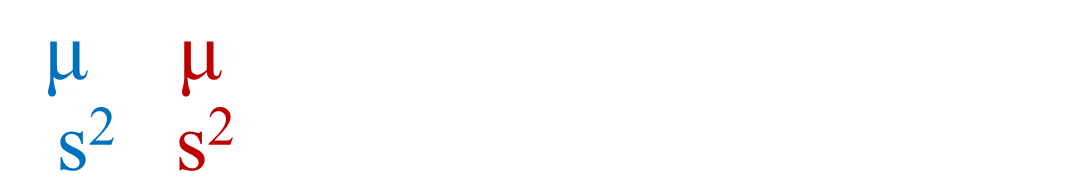 μ μ
s² s²